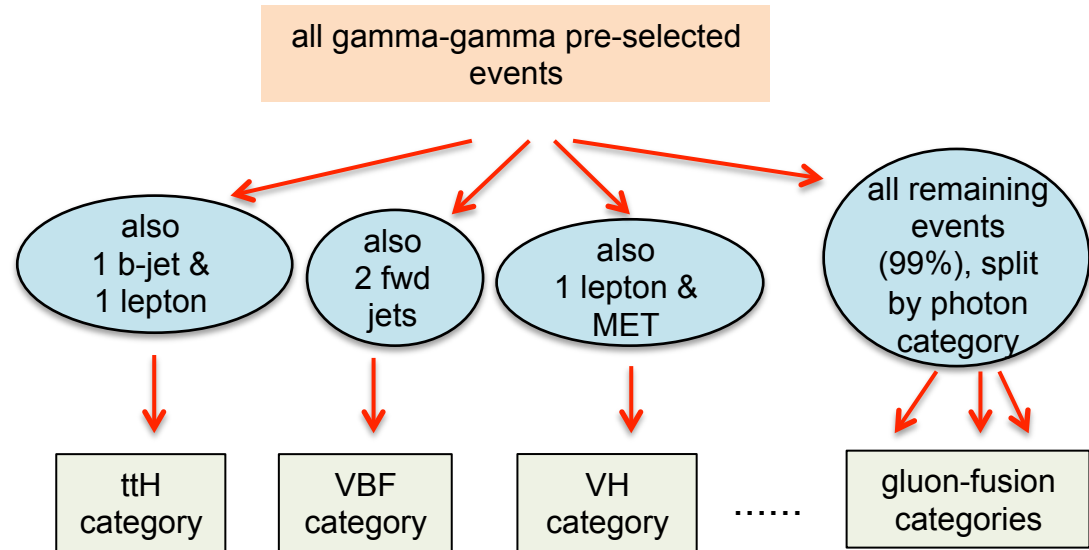 all gamma-gamma pre-selected
events
also
1 b-jet &
1 lepton
also
2 fwd
jets
also
1 lepton &
MET
all remaining
events
(99%), split
by photon
category
ttH
category
VBF
category
VH
category
......
gluon-fusion
categories